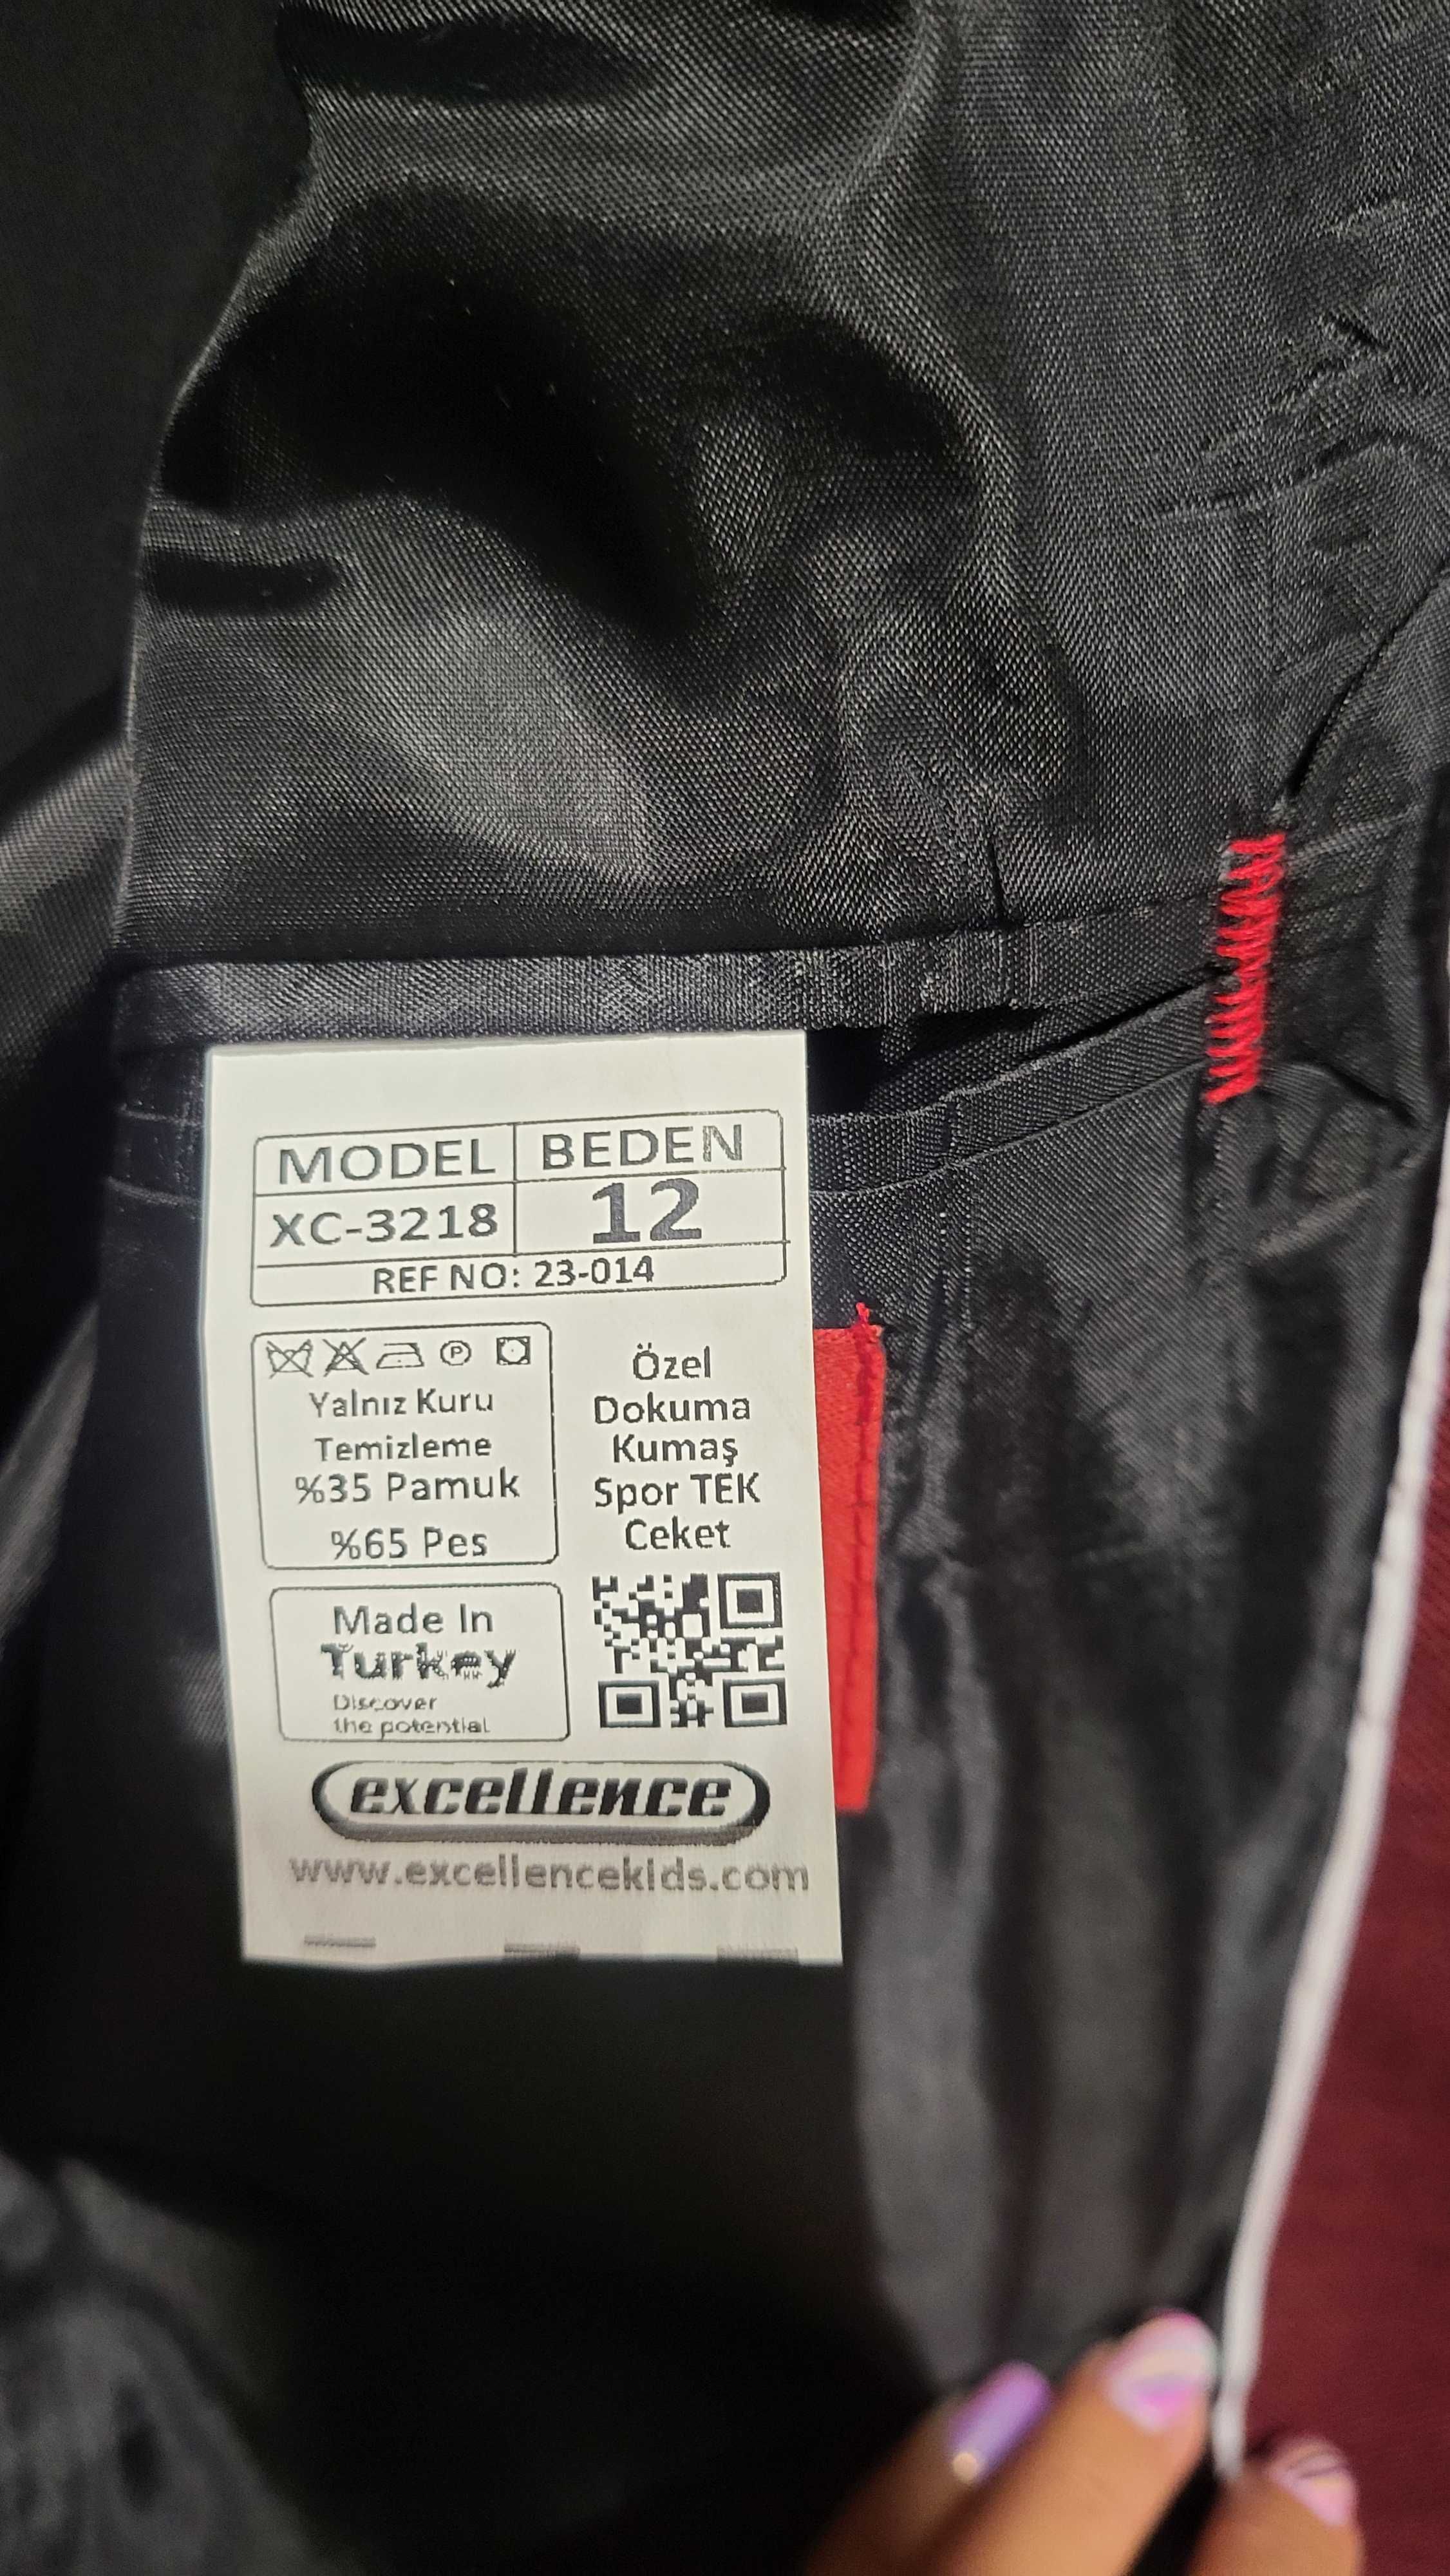 MODEL BEDEN
XC-3218 12
REF NO: 23-014
Yalnız Kuru
Temizleme
%35 Pamuk
%65 Pes
Özel
Dokuma
Kumaş
Spor TEK
Ceket
Made In
Turkey
Discover
the potential
excellence
www.excellencekids.com